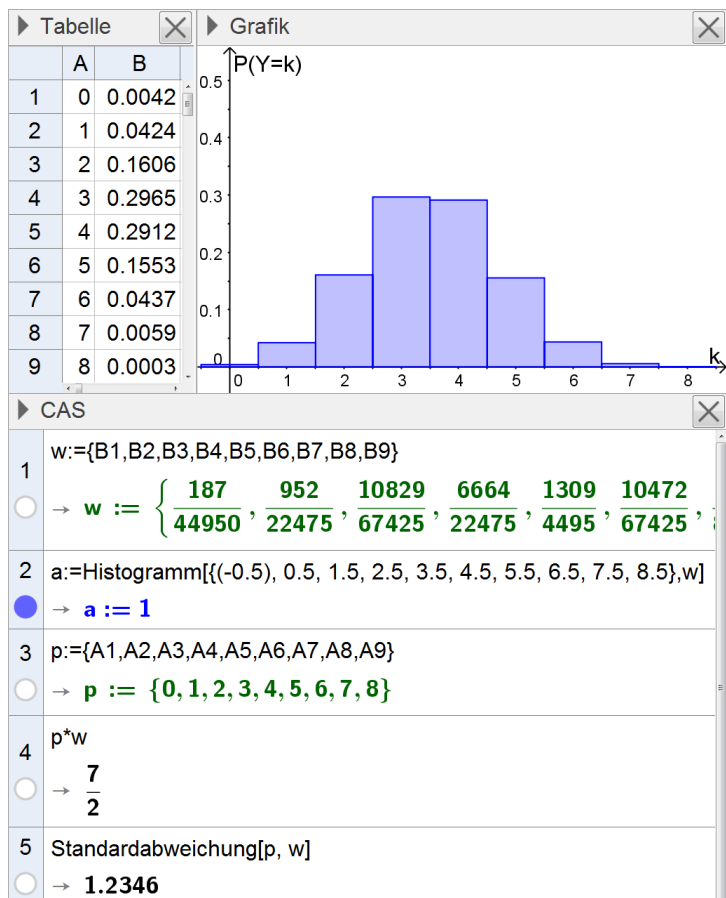 Tabelle
Grafik
A B
1 0 0.0042
2 1 0.0424
3 2 0.1606
4 3 0.2965
5 4 0.2912
6 5 0.1553
7 6 0.0437
8 7 0.0059
9 8 0.0003
P(Y=k)
0.5
0.4
0.3
0.2
0.1
0
0 1 2 3 4 5 6 7 8
k
CAS
1 w:={B1,B2,B3,B4,B5,B6,B7,B8,B9}
→ w := { 187/44950 , 952/22475 , 10829/67425 , 6664/22475 , 1309/4495 , 10472/67425 ,
2 a:=Histogramm[{(-0.5), 0.5, 1.5, 2.5, 3.5, 4.5, 5.5, 6.5, 7.5, 8.5},w]
→ a := 1
3 p:={A1,A2,A3,A4,A5,A6,A7,A8,A9}
→ p := {0, 1, 2, 3, 4, 5, 6, 7, 8}
4 p*w
→ 7/2
5 Standardabweichung[p, w]
→ 1.2346